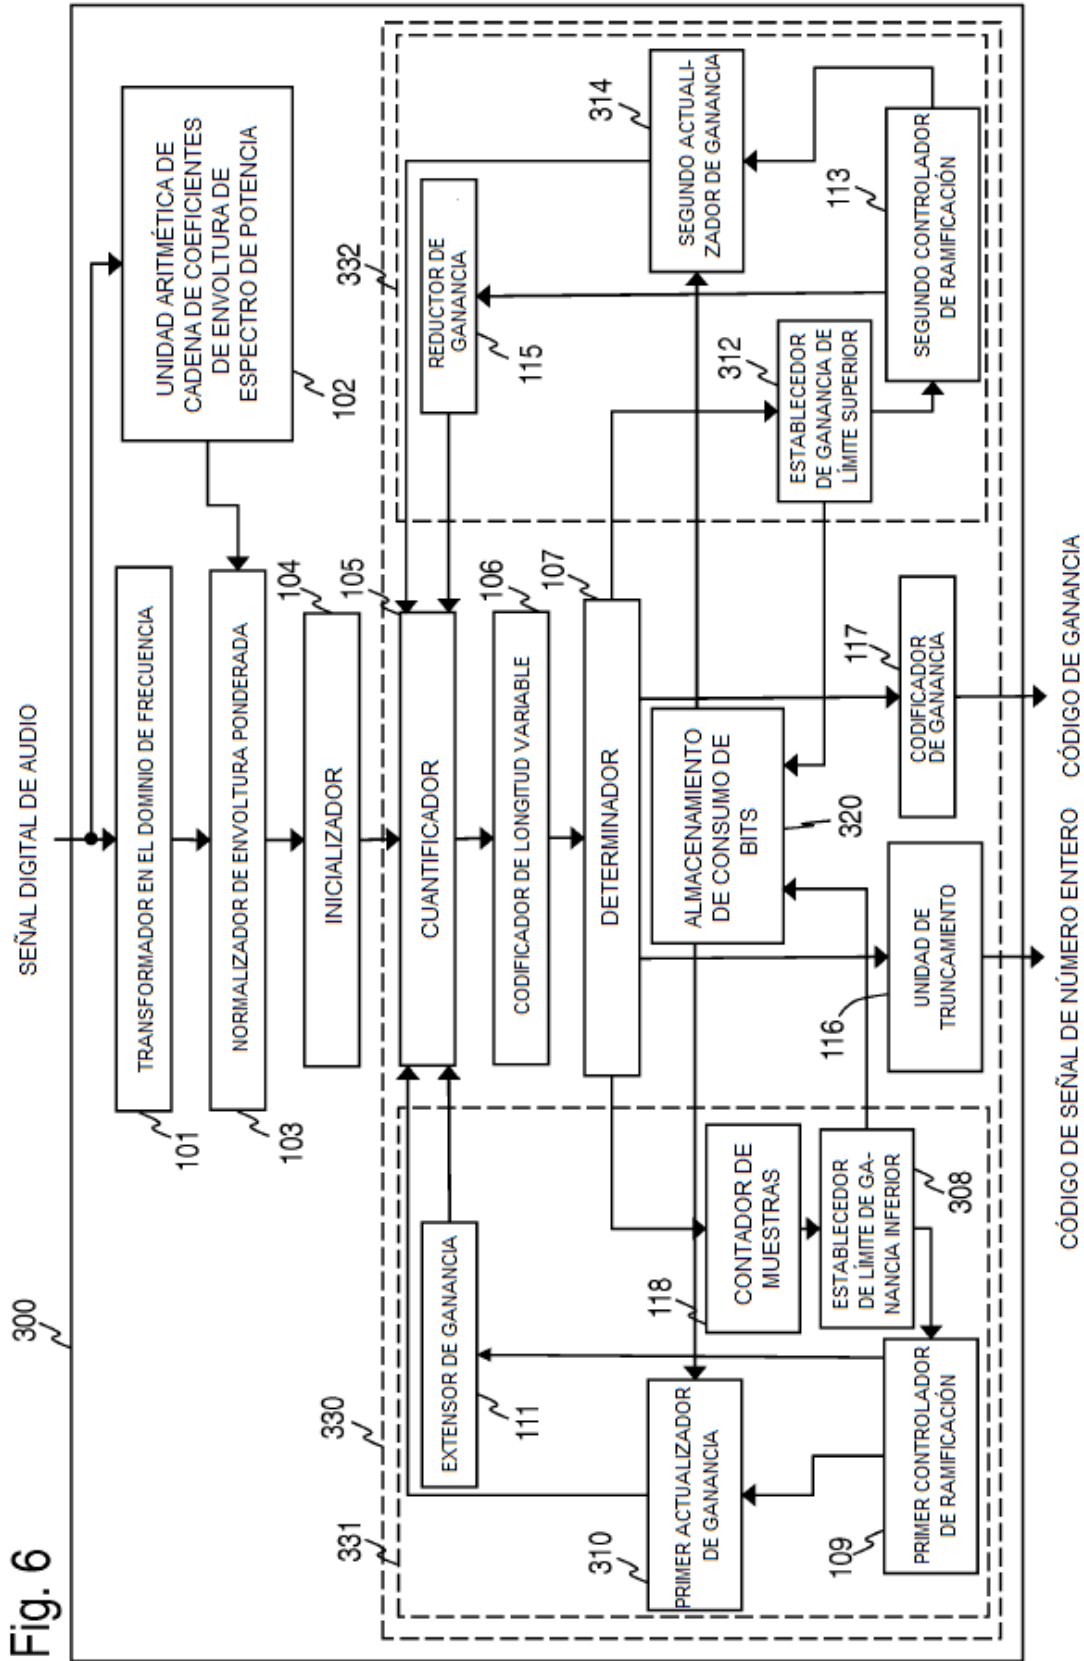 Fig. 6
300
SEÑAL DIGITAL DE AUDIO
TRANSFORMADOR EN EL DOMINIO DE FRECUENCIA
101
UNIDAD ARITMÉTICA DE
CADENA DE COEFICIENTES
DE ENVOLTURA DE
ESPECTRO DE POTENCIA
102
NORMALIZADOR DE ENVOLTURA PONDERADA
103
INICIALIZADOR
104
330
331
332
CUANTIFICADOR
105
EXTENSOR DE GANANCIA
111
REDUCTOR DE
GANANCIA
115
CODIFICADOR DE LONGITUD VARIABLE
106
DETERMINADOR
107
PRIMER ACTUALIZADOR
DE GANANCIA
310
CONTADOR DE
MUESTRAS
118
ALMACENAMIENTO
DE CONSUMO DE
BITS
320
SEGUNDO ACTUALI-
ZADOR DE GANANCIA
314
ESTABLECEDOR
DE LÍMITE DE GA-
NANCIA INFERIOR
308
ESTABLECEDOR
DE GANANCIA DE
LÍMITE SUPERIOR
312
PRIMER CONTROLADOR
DE RAMIFICACIÓN
109
UNIDAD DE
TRUNCAMIENTO
116
CODIFICADOR
DE GANANCIA
117
SEGUNDO CONTROLADOR
DE RAMIFICACIÓN
113
CÓDIGO DE SEÑAL DE NÚMERO ENTERO
CÓDIGO DE GANANCIA